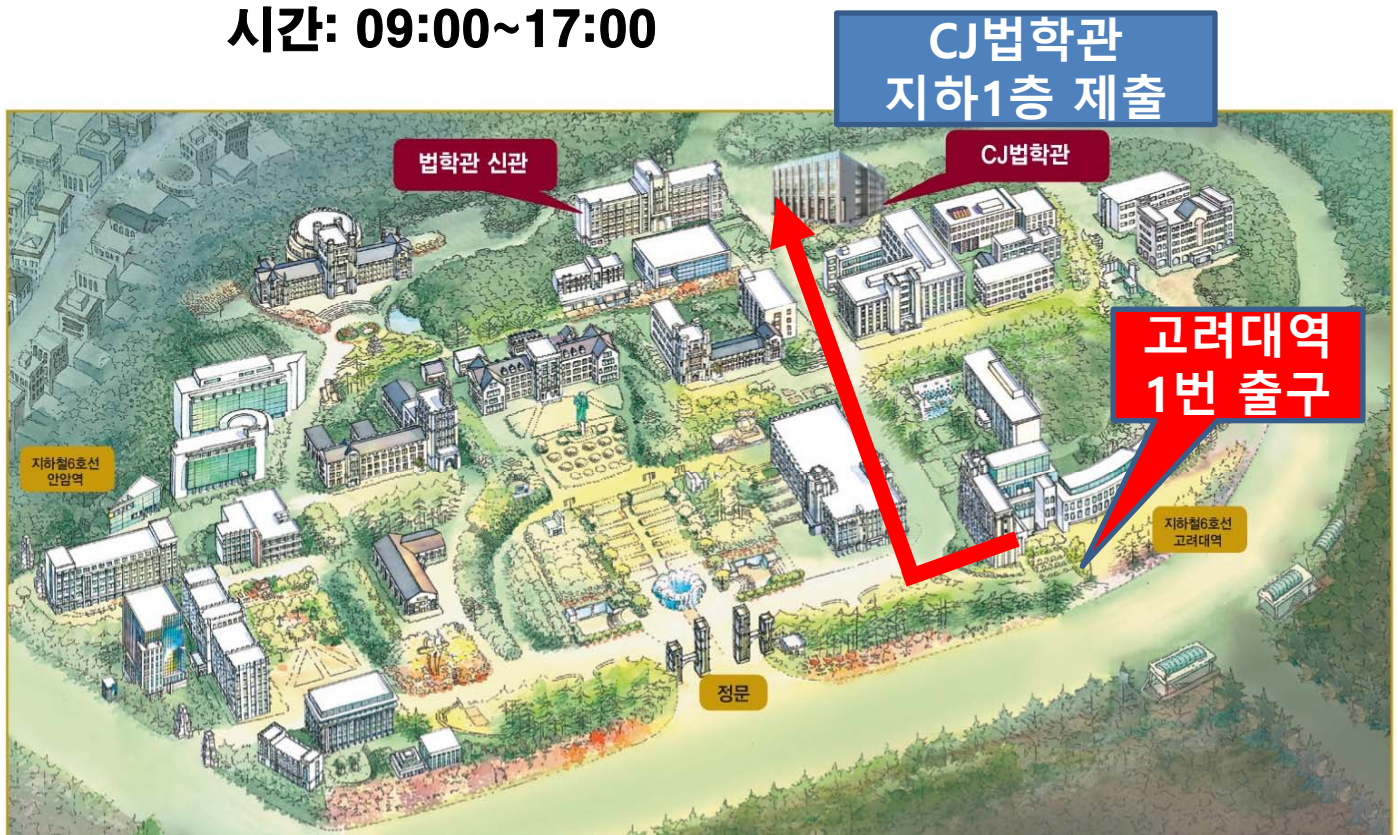 시간: 09:00~17:00
CJ법학관
지하1층 제출
법학관 신관
CJ법학관
고려대역
1번 출구
지하철6호선
안암역
지하철6호선
고려대역
정문